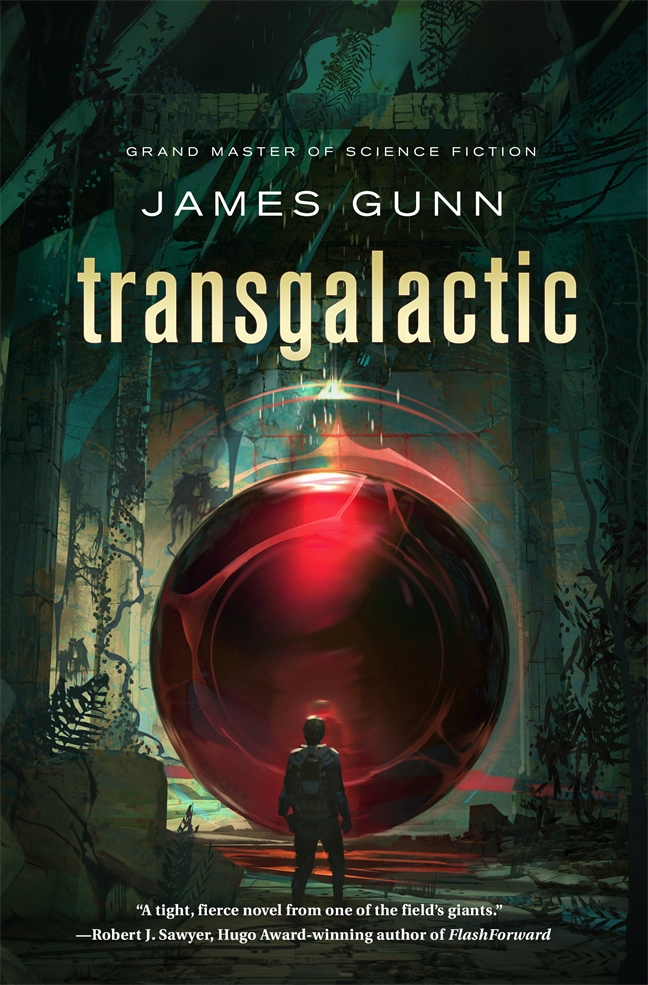 GRAND MASTER OF SCIENCE FICTION
JAMES GUNN
transgalactic
“A tight, fierce novel from one of the field’s giants.”
—Robert J. Sawyer, Hugo Award-winning author of FlashForward